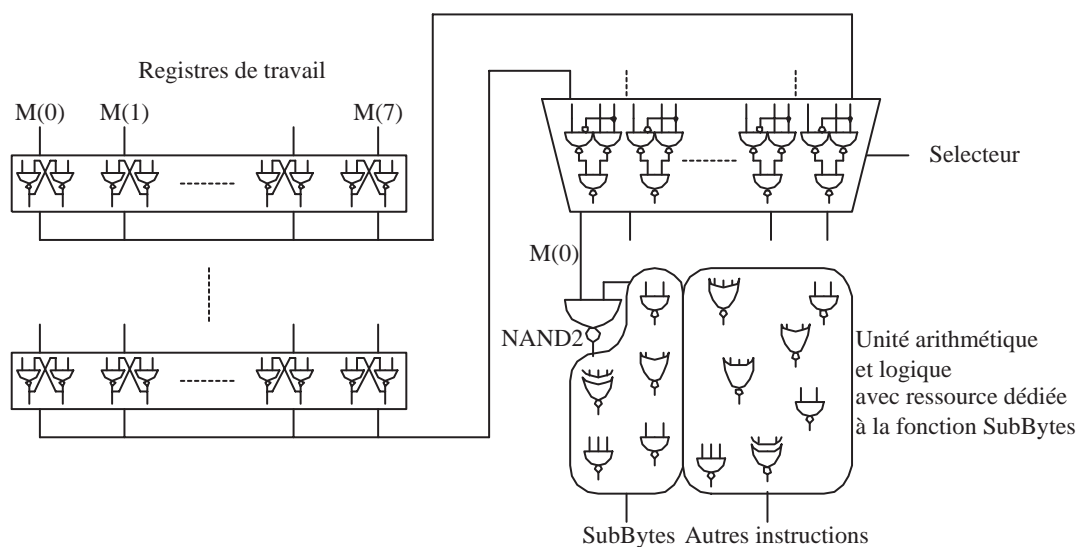 Registres de travail
M(0)
M(1)
M(7)
Selecteur
M(0)
NAND2
Unité arithmétique
et logique
avec ressource dédiée
à la fonction SubBytes
SubBytes
Autres instructions